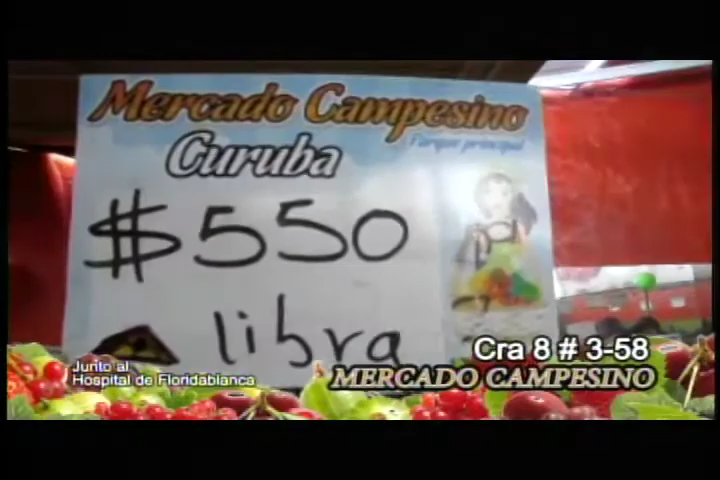 Mercado Campesino
Parque principal
Curuba
$550
libra
Cra 8 # 3-58
Junto al
Hospital de Floridablanca
MERCADO CAMPESINO